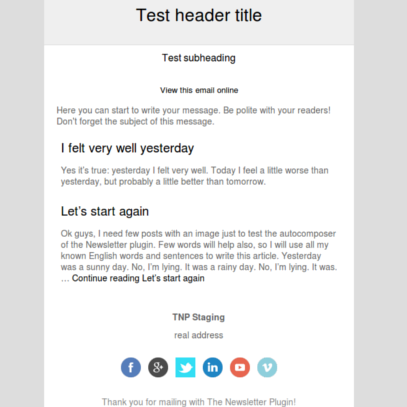 Test header title
Test subheading
View this email online
Here you can start to write your message. Be polite with your readers!
Don't forget the subject of this message.
I felt very well yesterday
Yes it's true: yesterday I felt very well. Today I feel a little worse than
yesterday, but probably a little better than tomorrow.
Let's start again
Ok guys, I need few posts with an image just to test the autocomposer
of the Newsletter plugin. Few words will help also, so I will use all my
known English words and sentences to write this article. Yesterday
was a sunny day. No, I'm lying. It was a rainy day. No, I'm lying. It was.
… Continue reading Let's start again
TNP Staging
real address
Thank you for mailing with The Newsletter Plugin!